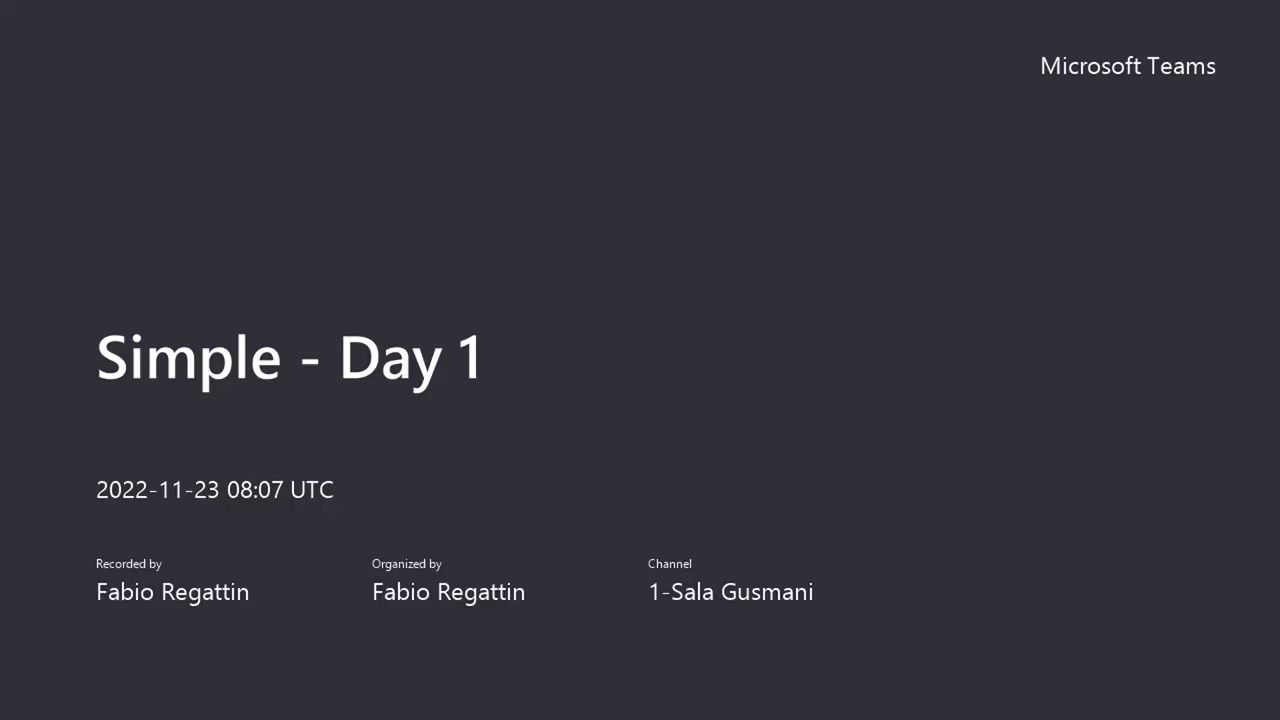 Microsoft Teams
Simple - Day 1
2022-11-23 08:07 UTC
Recorded by
Fabio Regattin
Organized by
Fabio Regattin
Channel
1-Sala Gusmani